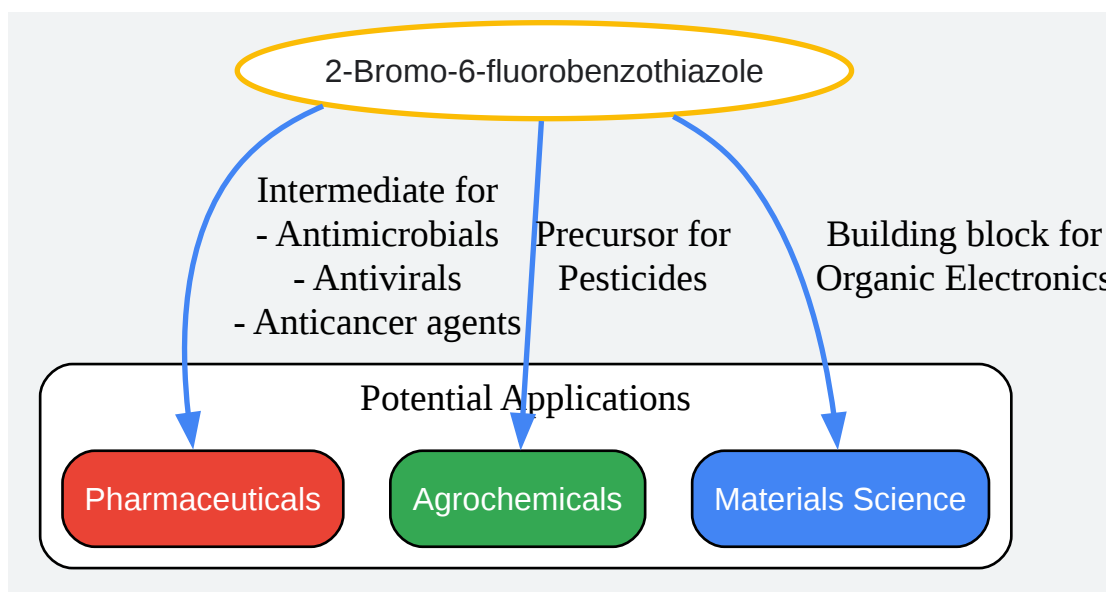 2-Bromo-6-fluorobenzothiazole
Intermediate for
- Antimicrobials
- Antivirals
- Anticancer agents
Precursor for
Pesticides
Building block for
Organic Electronics
Potential Applications
Pharmaceuticals
Agrochemicals
Materials Science